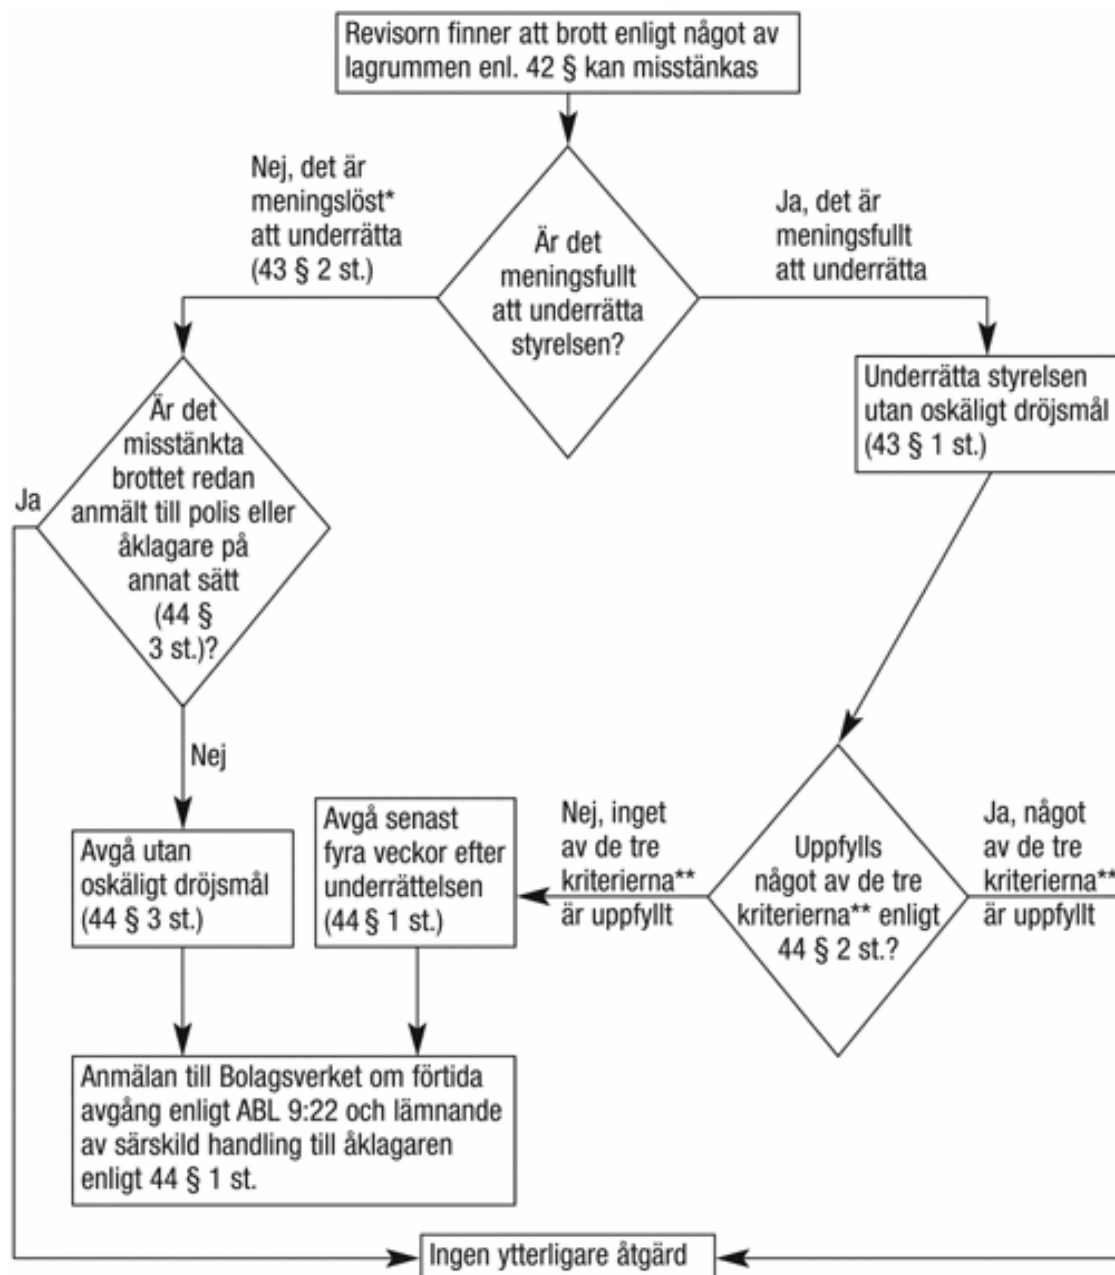 Revisorn finner att brott enligt något av
lagrummen enl. 42 § kan misstänkas
Nej, det är
meningslöst*
att underrätta
(43 § 2 st.)
Är det
meningsfullt
att underrätta
styrelsen?
Ja, det är
meningsfullt
att underrätta
Underrätta styrelsen
utan oskäligt dröjsmål
(43 § 1 st.)
Är det
misstänkta
brottet redan
anmält till polis eller
åklagare på
annat sätt
(44 §
3 st.)?
Ja
Nej
Avgå utan
oskäligt dröjsmål
(44 § 3 st.)
Avgå senast
fyra veckor efter
underrättelsen
(44 § 1 st.)
Nej, inget
av de tre
kriterierna**
är uppfyllt
Uppfylls
något av de tre
kriterierna** enligt
44 § 2 st.?
Ja, något
av de tre
kriterierna**
är uppfyllt
Anmälan till Bolagsverket om förtida
avgång enligt ABL 9:22 och lämnande
av särskild handling till åklagaren
enligt 44 § 1 st.
Ingen ytterligare åtgärd